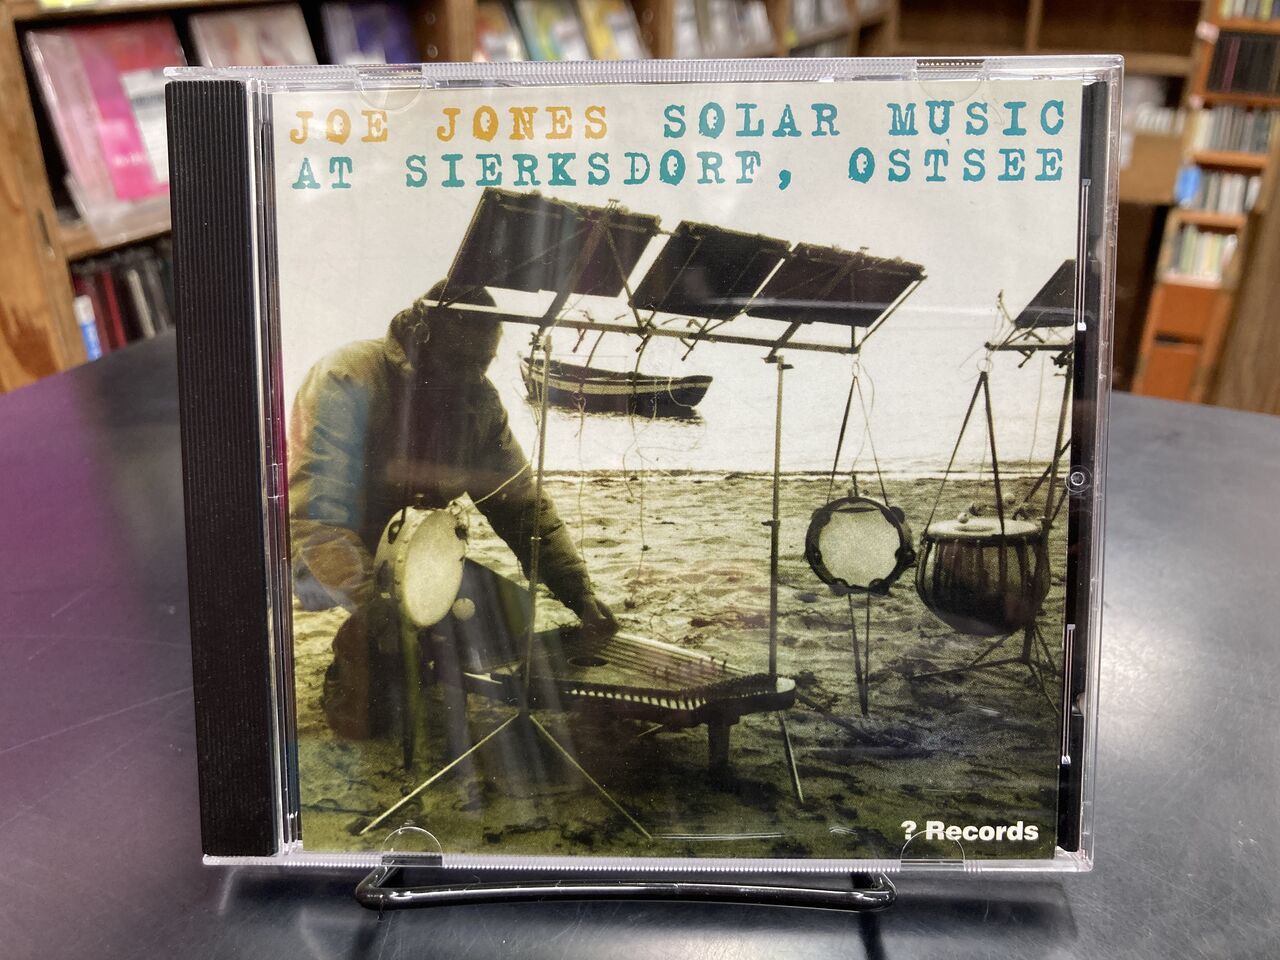 JOE JONES SOLAR MUSIC
AT SIERKSDORF, OSTSEE
? Records